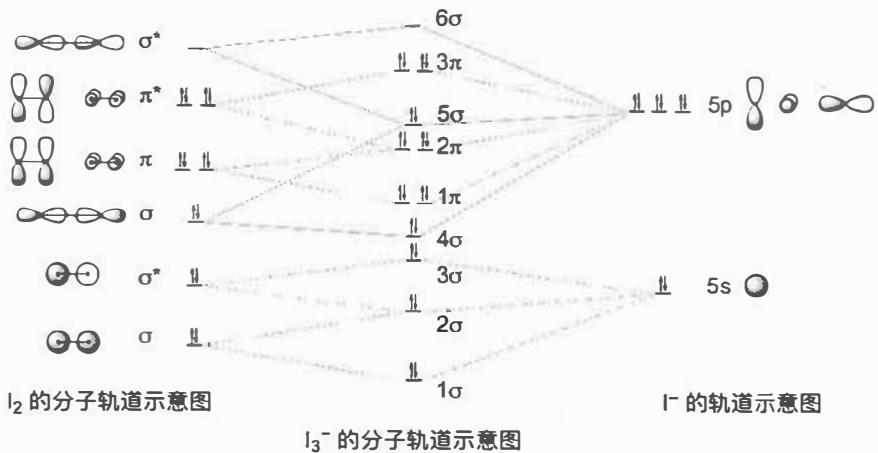 6σ
σ*
3π
π*
5σ
5p
2π
π
1π
σ
4σ
3σ
σ*
5s
2σ
σ
1σ
I₂ 的分子轨道示意图
I⁻ 的轨道示意图
I₃⁻ 的分子轨道示意图